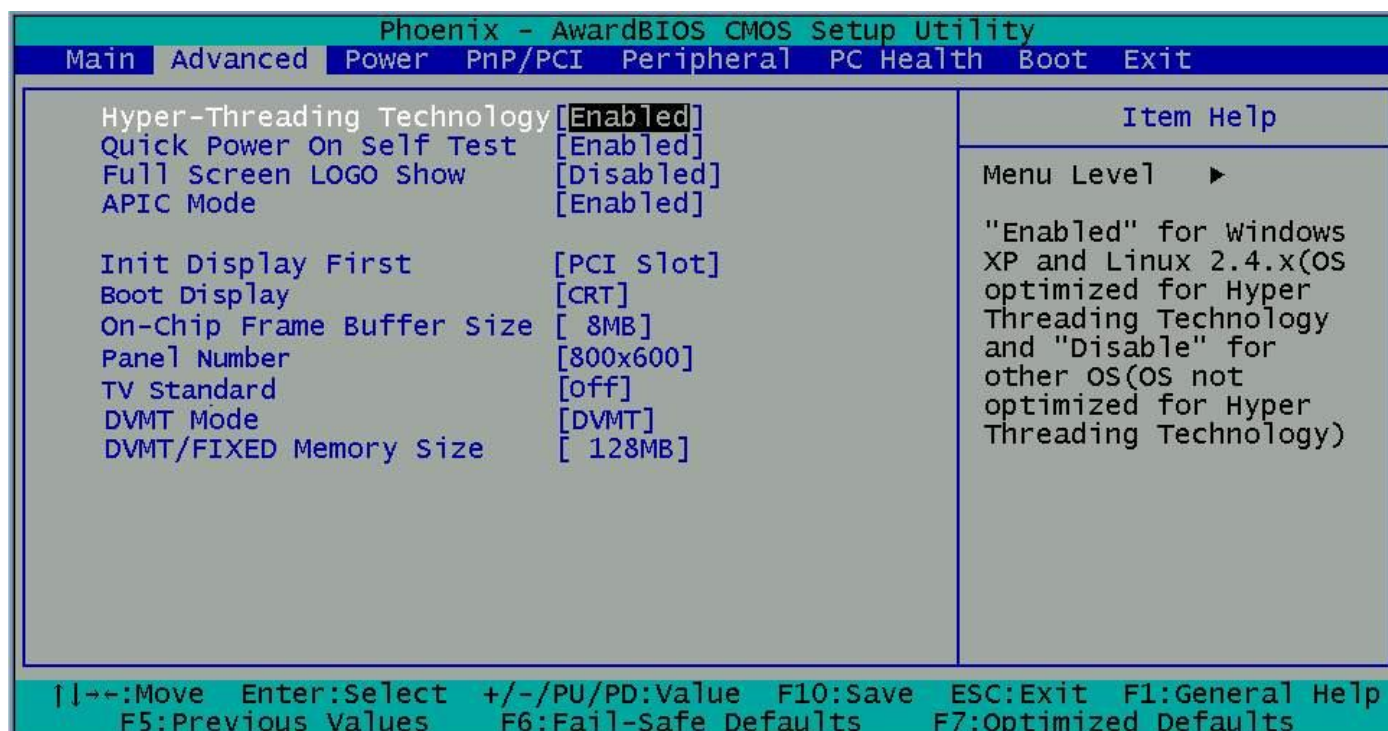 Phoenix - AwardBIOS CMOS Setup Utility
Main Advanced Power PnP/PCI Peripheral PC Health Boot Exit
Hyper-Threading Technology[Enabled]
Quick Power On Self Test [Enabled]
Full Screen LOGO Show [Disabled]
APIC Mode [Enabled]
Init Display First [PCI Slot]
Boot Display [CRT]
On-Chip Frame Buffer Size [ 8MB]
Panel Number [800x600]
TV Standard [Off]
DVMT Mode [DVMT]
DVMT/FIXED Memory Size [ 128MB]
Item Help
Menu Level ▶
"Enabled" for Windows
XP and Linux 2.4.x(OS
optimized for Hyper
Threading Technology
and "Disable" for
other OS(OS not
optimized for Hyper
Threading Technology)
↑↓→←:Move Enter:Select +/-/PU/PD:Value F10:Save ESC:Exit F1:General Help
F5:Previous Values F6:Fail-Safe Defaults F7:Optimized Defaults